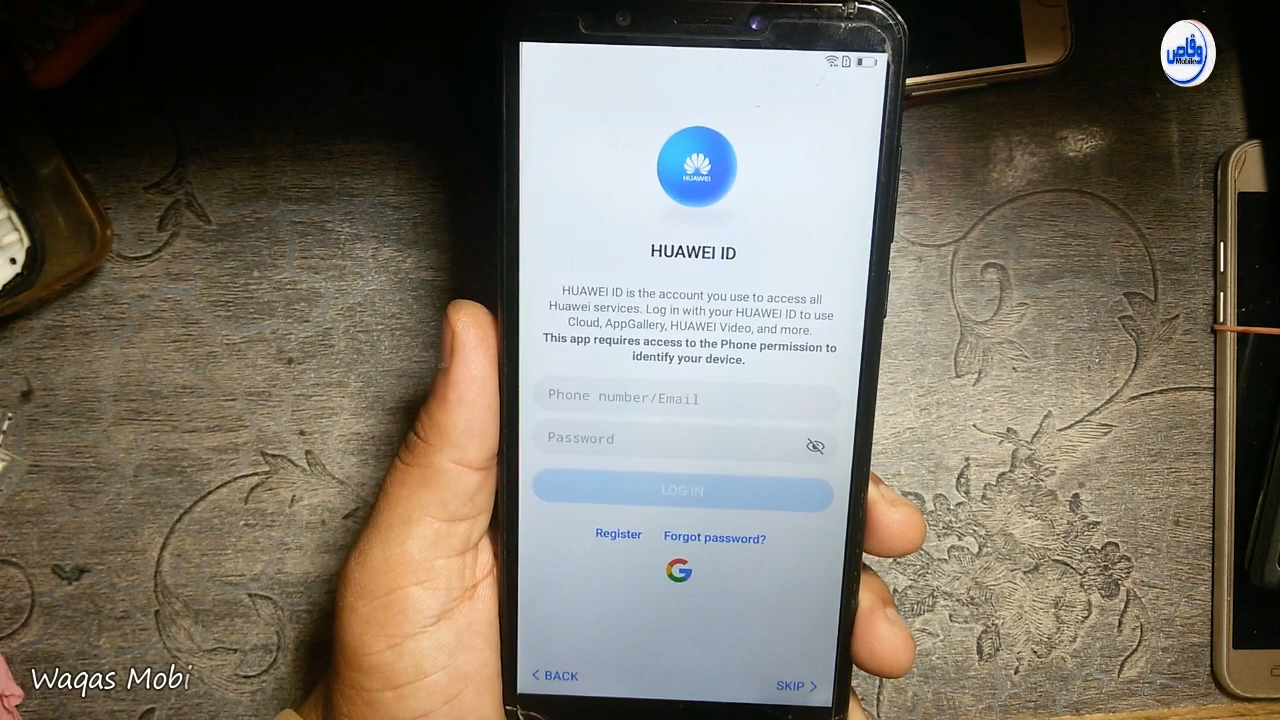 وقاص
Mobile
HUAWEI
HUAWEI ID
HUAWEI ID is the account you use to access all
Huawei services. Log in with your HUAWEI ID to use
Cloud, AppGallery, HUAWEI Video, and more.
This app requires access to the Phone permission to
identify your device.
Phone number/Email
Password
LOG IN
Register Forgot password?
BACK
SKIP
Waqas Mobi